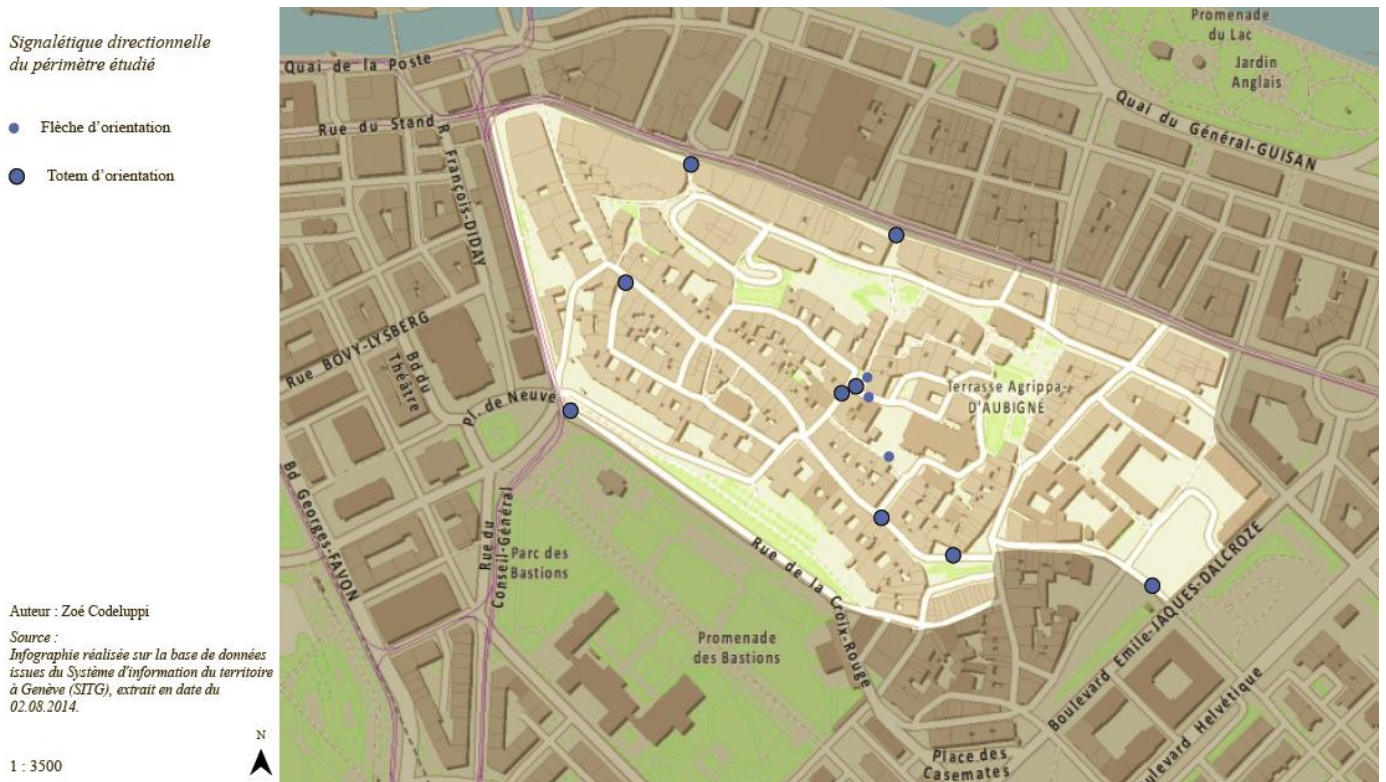 Signalétique directionnelle
du périmètre étudié
Flèche d'orientation
Totem d'orientation
Auteur : Zoé Codeluppi
Source :
Infographie réalisée sur la base de données
issues du Système d'information du territoire
à Genève (SITG), extrait en date du
02.08.2014.
1 : 3500
N
Promenade
du Lac
Jardin
Anglais
Quai de la Poste
Quai du Général-GUISAN
Rue du Stand
R. François-DIDAY
Rue BOVY-LYSBERG
Bd du
Théâtre
Pl. de Neuve
Terrasse Agrippa-
D'AUBIGNÉ
Bd Georges-FAVON
Rue du
Conseil-Général
Parc des
Bastions
Rue de la Croix-Rouge
Promenade
des Bastions
Boulevard Emile-JAQUES-DALCROZE
Boulevard Helvétique
Place des
Casemates